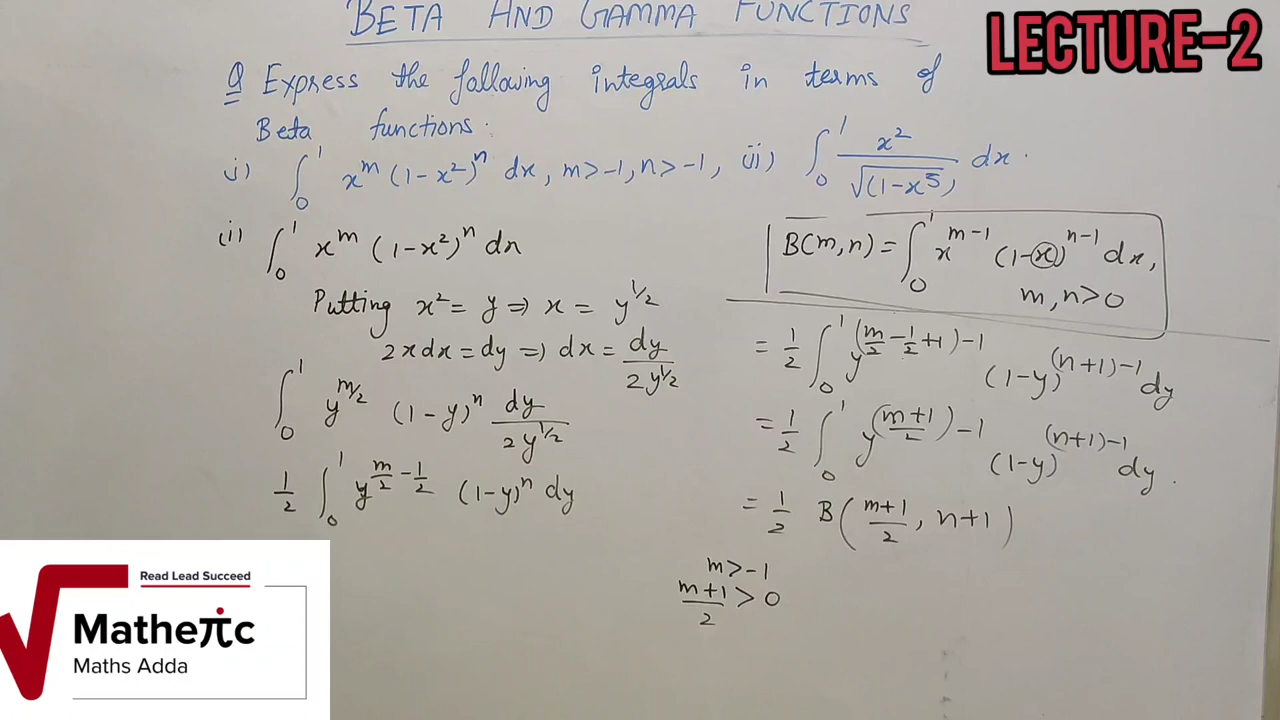 BETA AND GAMMA FUNCTIONS
LECTURE-2
Q Express the following integrals in terms of
Beta functions.
i) ∫₀¹ x^m (1-x²)^n dx, m>-1, n>-1, (ii) ∫₀¹ x²/√(1-x⁵) dx.
(i) ∫₀¹ x^m (1-x²)^n dx
Putting x² = y ⇒ x = y^{1/2}
2x dx = dy ⇒ dx = dy/2y^{1/2}
∫₀¹ y^{m/2} (1-y)^n dy/2y^{1/2}
1/2 ∫₀¹ y^{m/2 - 1/2} (1-y)^n dy
B(m,n) = ∫₀¹ x^{m-1} (1-x)^{n-1} dx,
m, n>0
= 1/2 ∫₀¹ y^{(m/2 - 1/2 + 1) - 1} (1-y)^{(n+1)-1} dy
= 1/2 ∫₀¹ y^{(m+1/2) - 1} (1-y)^{(n+1)-1} dy.
= 1/2 B(m+1/2, n+1)
m>-1
m+1/2 > 0
Read Lead Succeed
Matheπc
Maths Adda